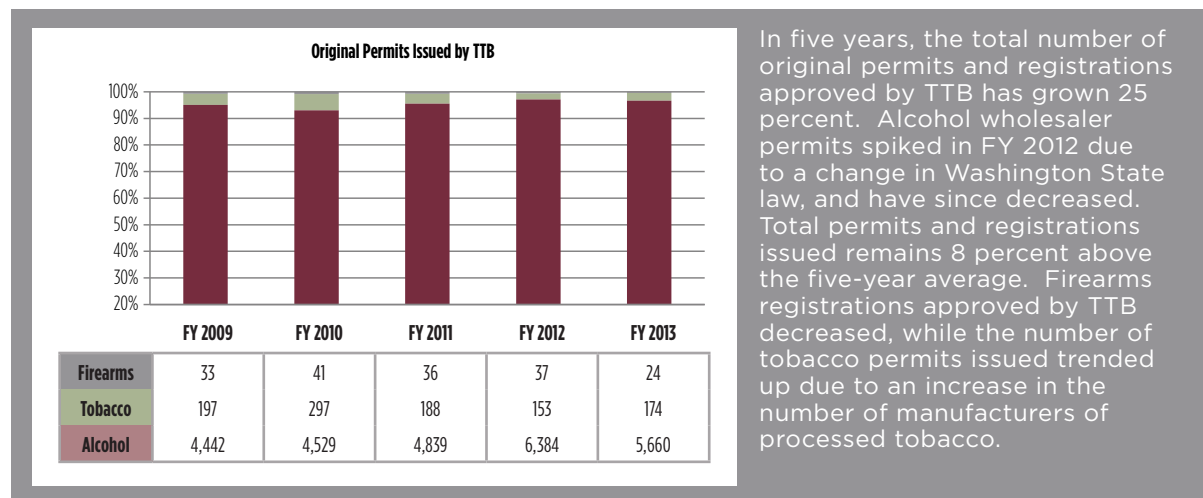 Original Permits Issued by TTB
100%
90%
80%
70%
60%
50%
40%
30%
20%
FY 2009 FY 2010 FY 2011 FY 2012 FY 2013
Firearms 33 41 36 37 24
Tobacco 197 297 188 153 174
Alcohol 4,442 4,529 4,839 6,384 5,660
In five years, the total number of
original permits and registrations
approved by TTB has grown 25
percent.  Alcohol wholesaler
permits spiked in FY 2012 due
to a change in Washington State
law, and have since decreased.
Total permits and registrations
issued remains 8 percent above
the five-year average.  Firearms
registrations approved by TTB
decreased, while the number of
tobacco permits issued trended
up due to an increase in the
number of manufacturers of
processed tobacco.